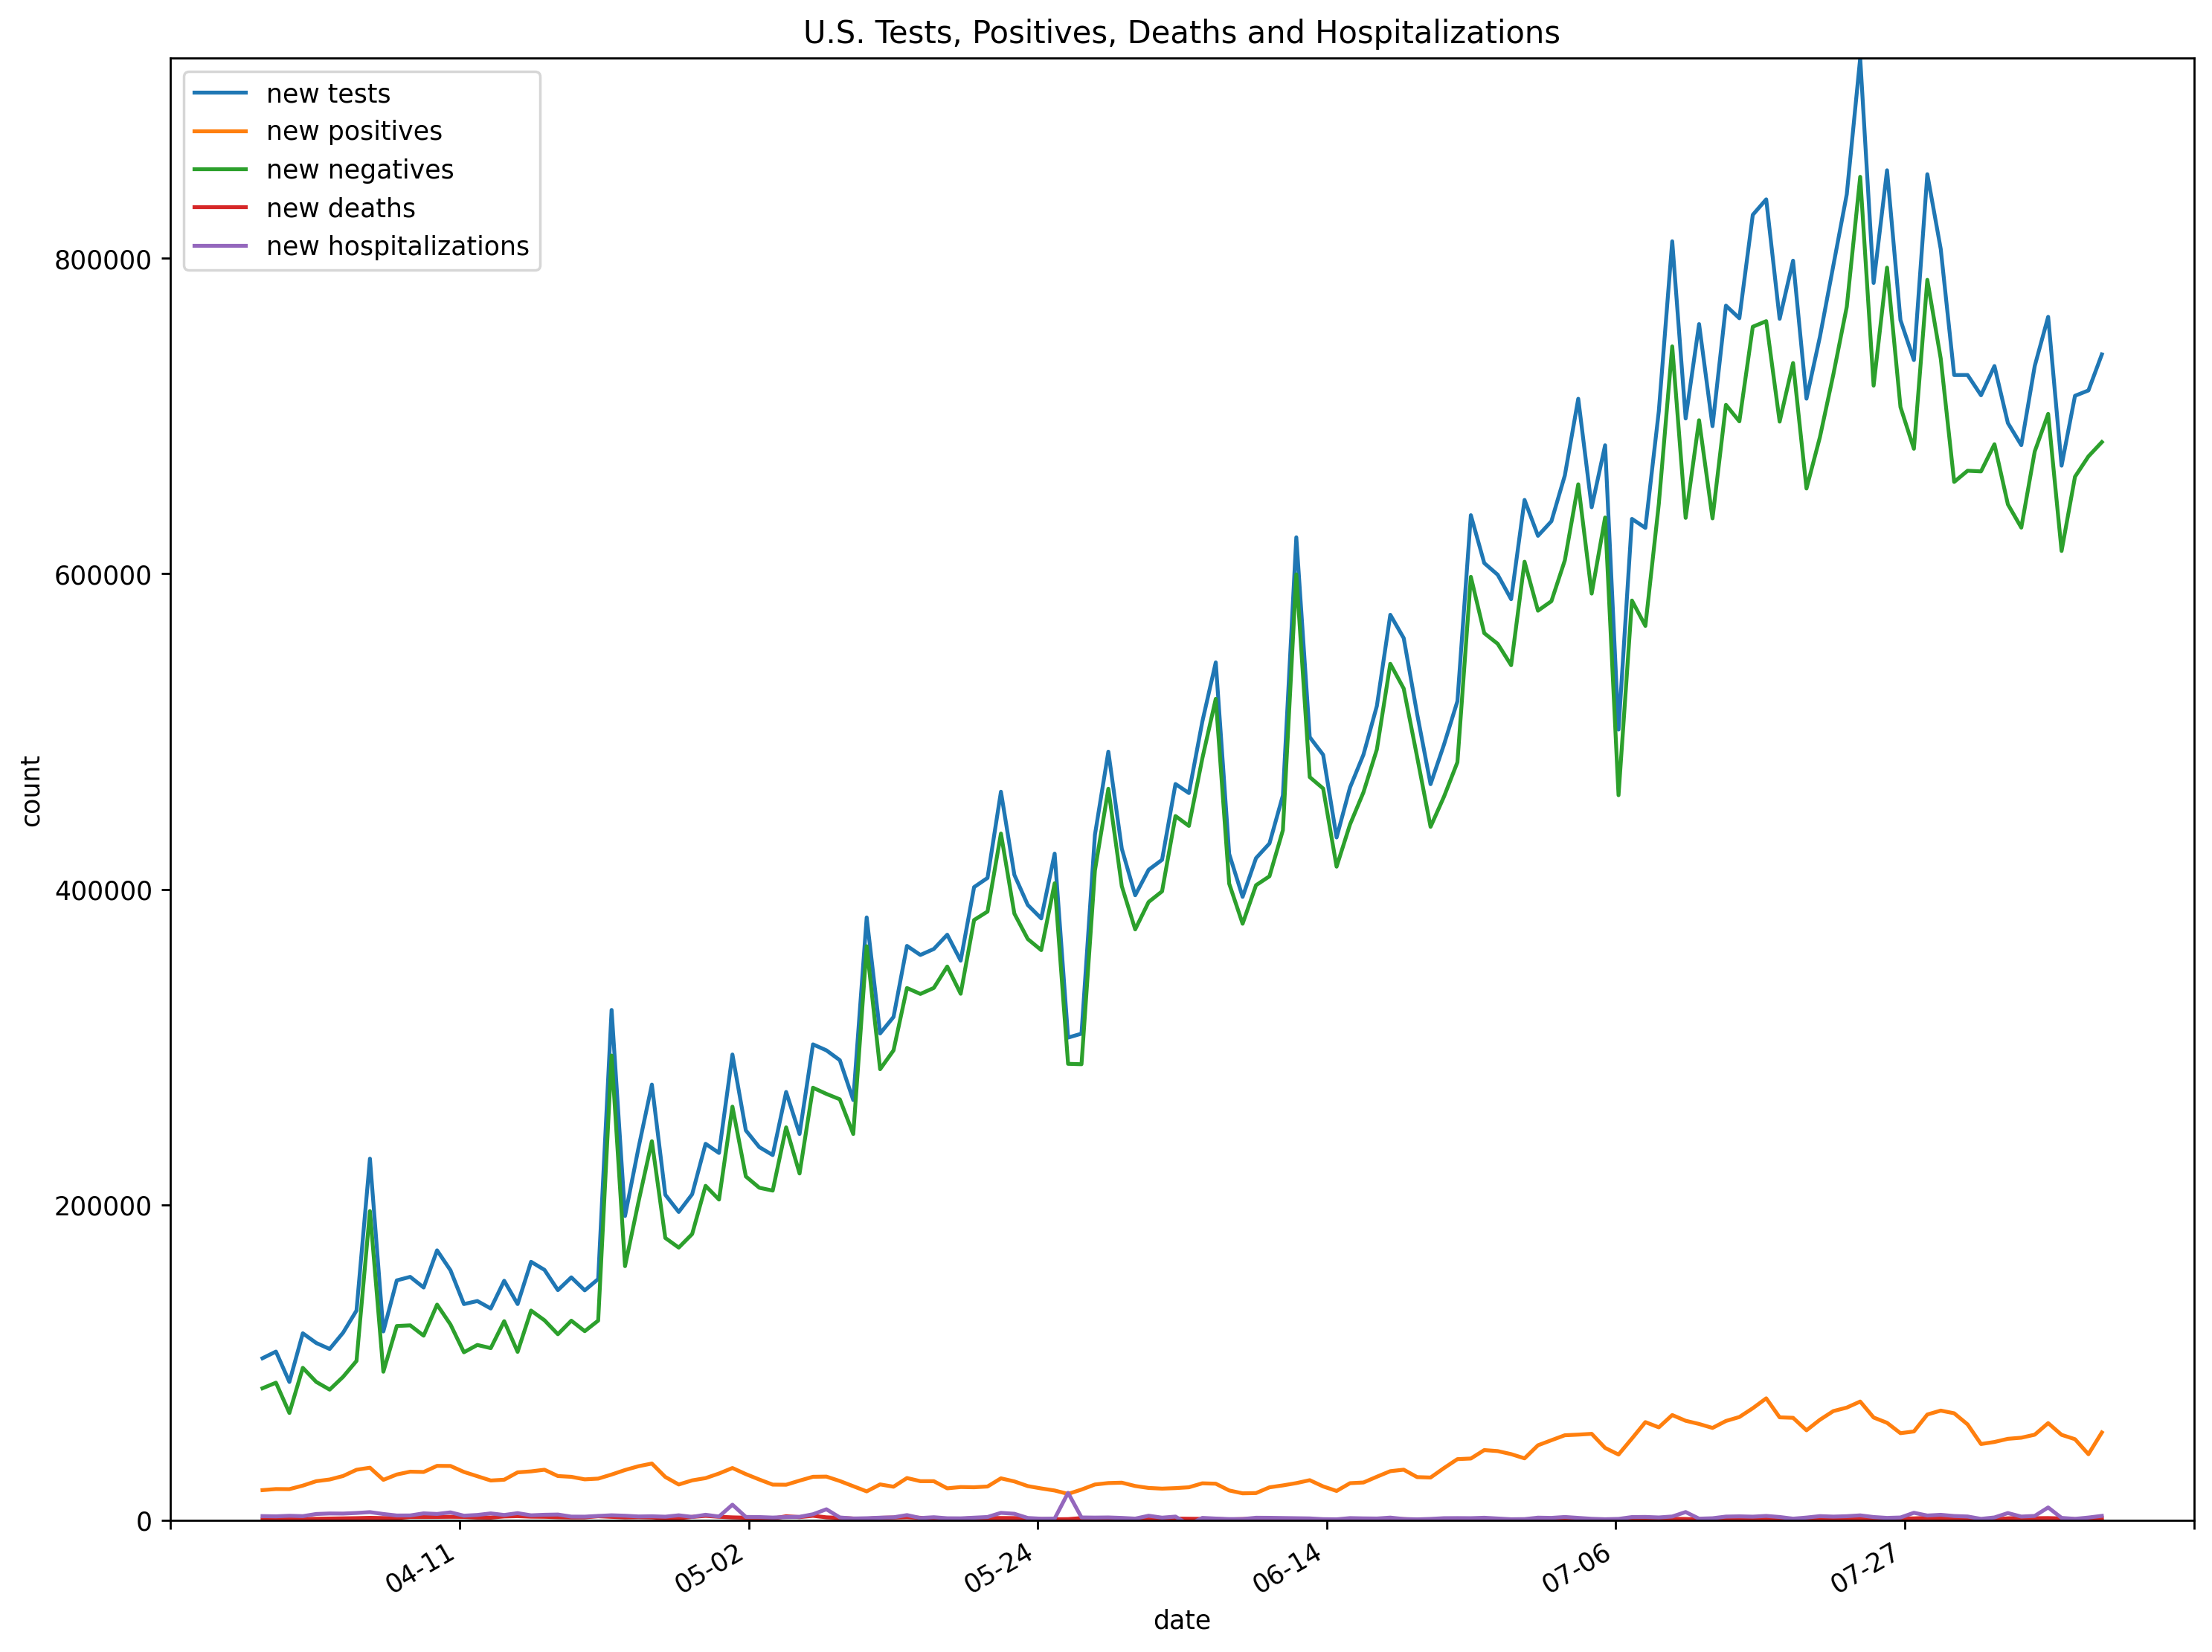 U.S. Tests, Positives, Deaths and Hospitalizations
new tests
new positives
new negatives
new deaths
new hospitalizations
800000
600000
400000
200000
0
count
04-11
05-02
05-24
06-14
07-06
07-27
date